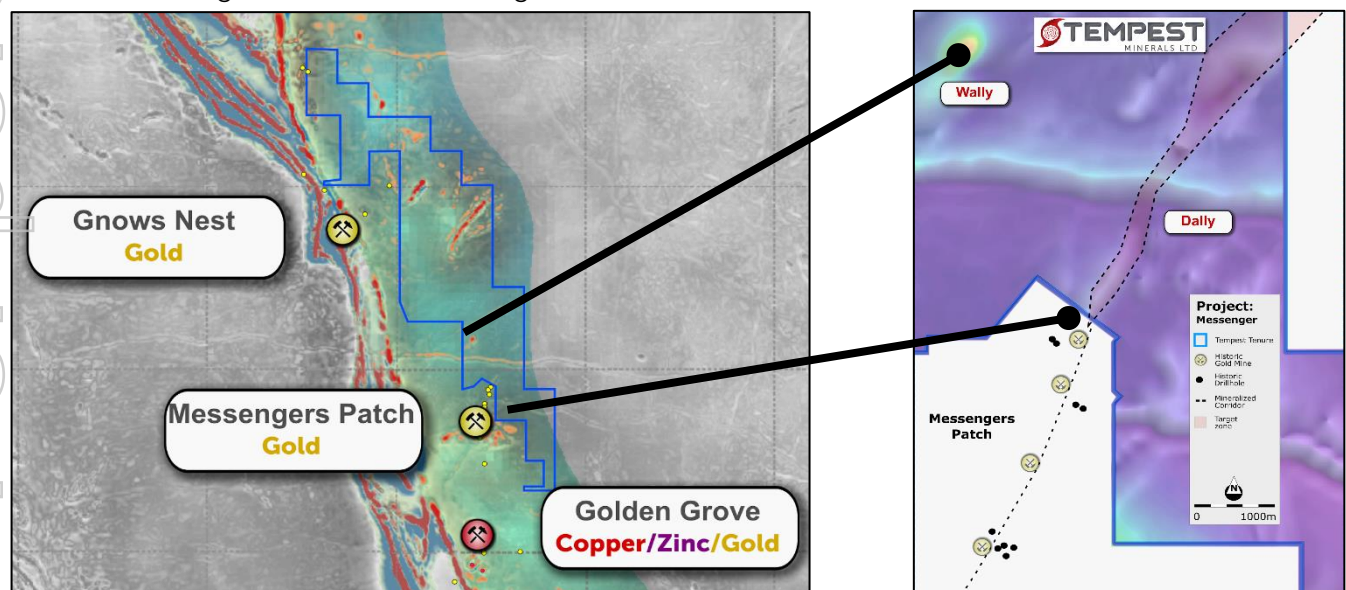 Gnows Nest
Gold
Messengers Patch
Gold
Golden Grove
Copper/Zinc/Gold
TEMPEST
MINERALS LTD
Wally
Dally
Messengers
Patch
Project:
Messenger
Tempest Tenure
Historic
Gold Mine
Historic
Drillhole
Mineralized
Corridor
Target
zone
N
0 1000m